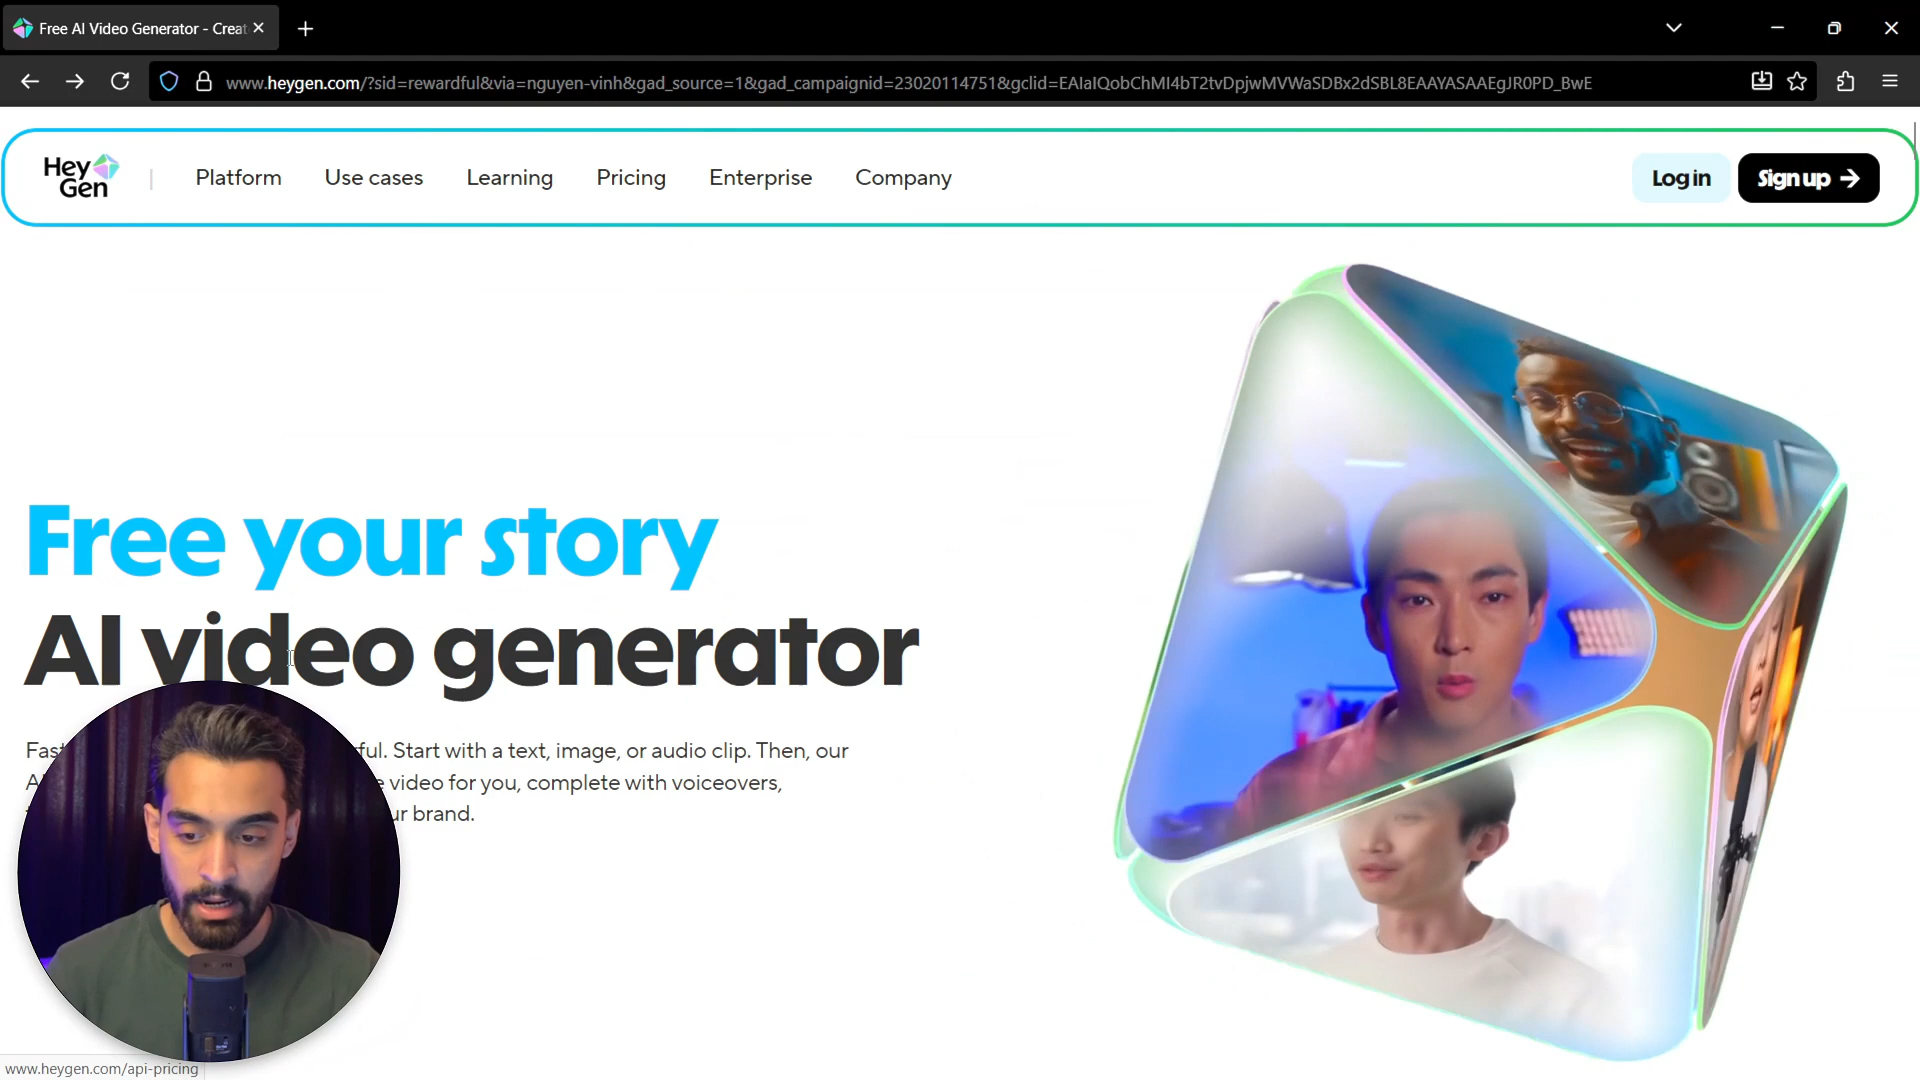 Free AI Video Generator - Creat
www.heygen.com/?sid=rewardful&via=nguyen-vinh&gad_source=1&gad_campaignid=23020114751&gclid=EAIaIQobChMI4bT2tvDpjwMVWaSDBx2dSBL8EAAYASAAEgJR0PD_BwE
Hey Gen
Platform
Use cases
Learning
Pricing
Enterprise
Company
Log in
Sign up
Free your story
AI video generator
Start with a text, image, or audio clip. Then, our
video for you, complete with voiceovers,
brand.
www.heygen.com/api-pricing